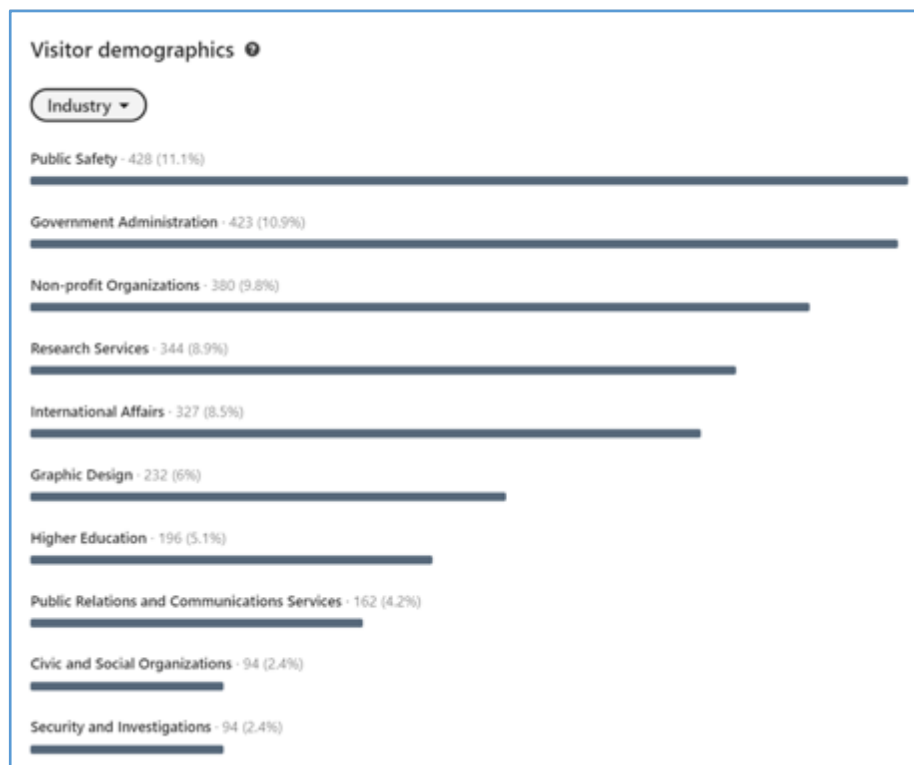 Visitor demographics ?
Industry
Public Safety · 428 (11.1%)
Government Administration · 423 (10.9%)
Non-profit Organizations · 380 (9.8%)
Research Services · 344 (8.9%)
International Affairs · 327 (8.5%)
Graphic Design · 232 (6%)
Higher Education · 196 (5.1%)
Public Relations and Communications Services · 162 (4.2%)
Civic and Social Organizations · 94 (2.4%)
Security and Investigations · 94 (2.4%)